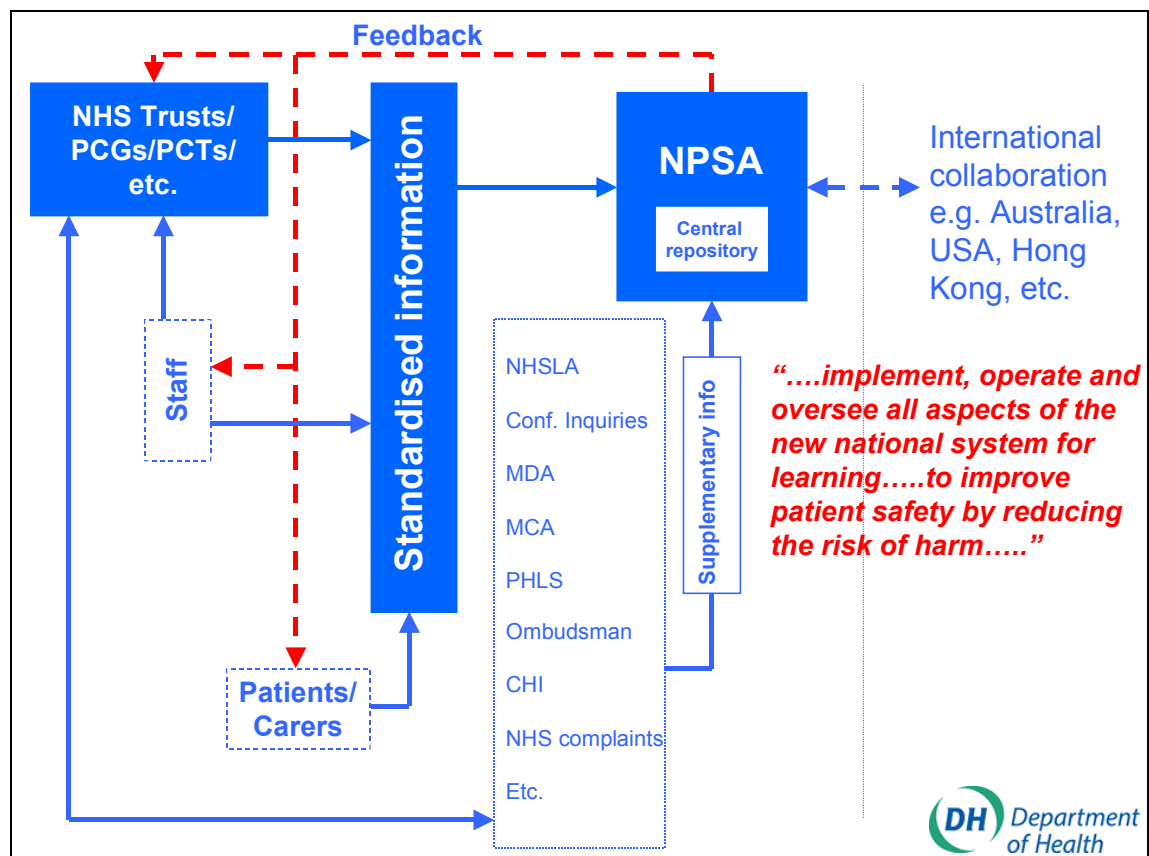 Feedback
NHS Trusts/
PCGs/PCTs/
etc.
Standardised information
NPSA
Central
repository
International
collaboration
e.g. Australia,
USA, Hong
Kong, etc.
Staff
Patients/
Carers
NHSLA
Conf. Inquiries
MDA
MCA
PHLS
Ombudsman
CHI
NHS complaints
Etc.
Supplementary info
“….implement, operate and
oversee all aspects of the
new national system for
learning…..to improve
patient safety by reducing
the risk of harm…..”
DH Department
of Health